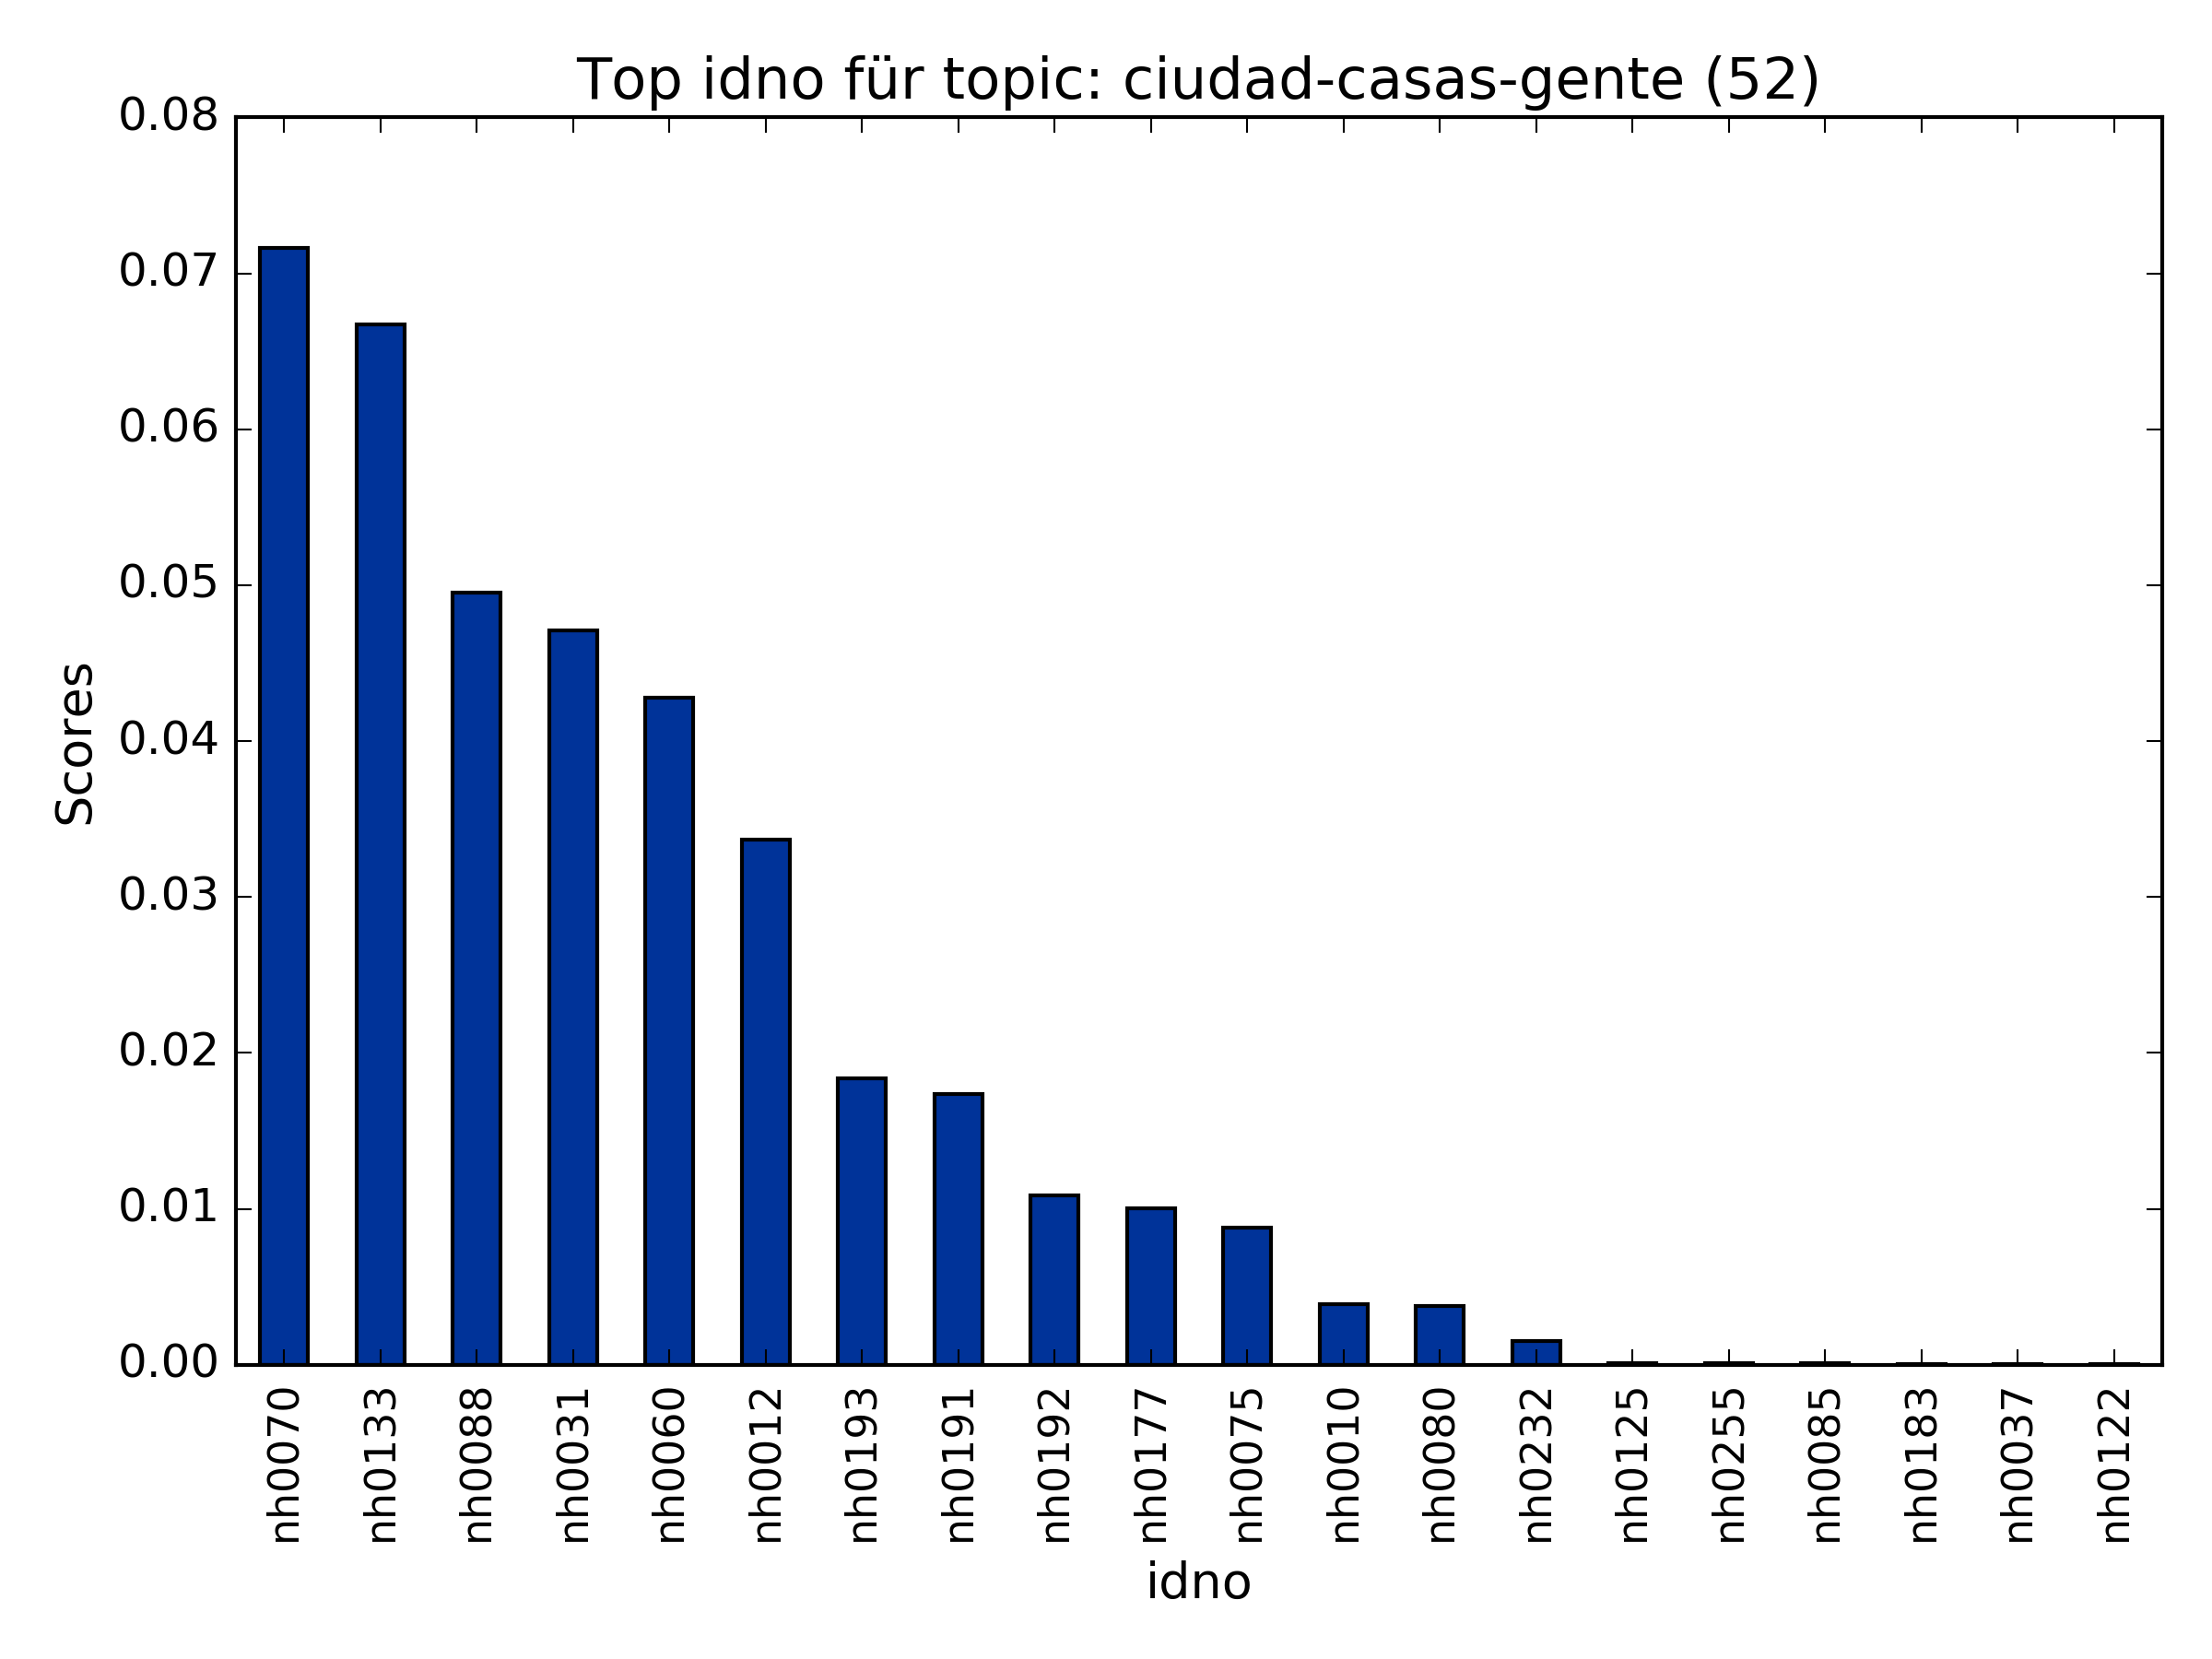 Top idno für topic: ciudad-casas-gente (52)
0.08
0.07
0.06
0.05
0.04
0.03
0.02
0.01
0.00
Scores
nh0070
nh0133
nh0088
nh0031
nh0060
nh0012
nh0193
nh0191
nh0192
nh0177
nh0075
nh0010
nh0080
nh0232
nh0125
nh0255
nh0085
nh0183
nh0037
nh0122
idno